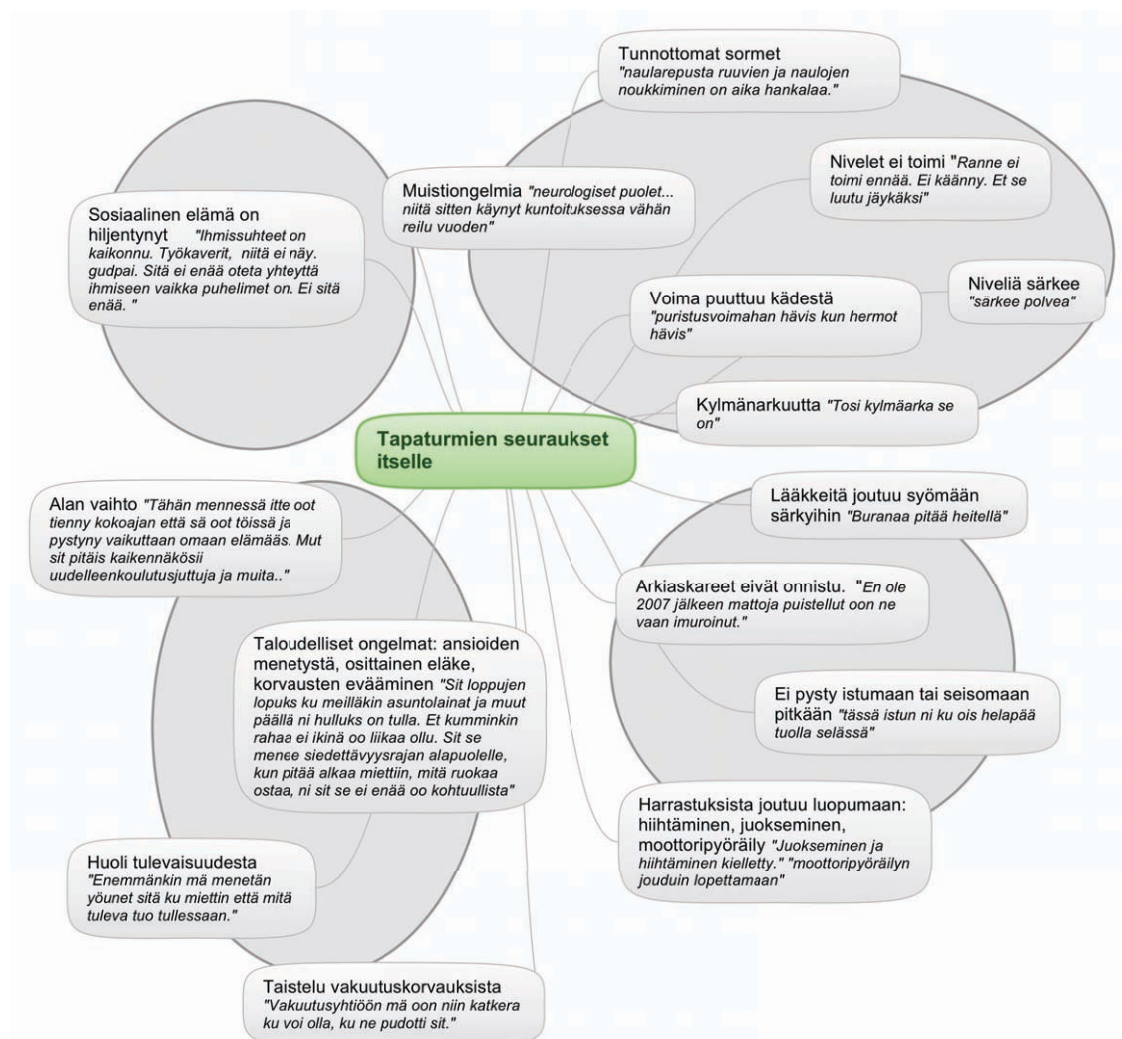 Tunnottomat sormet
"naularepusta ruuvien ja naulojen
noukkiminen on aika hankalaa."
Nivelet ei toimi "Ranne ei
toimi ennää. Ei käänny. Et se
luutu jäykäksi"
Muistiongelmia "neurologiset puolet...
niitä sitten käynyt kuntoituksessa vähän
reilu vuoden"
Sosiaalinen elämä on
hiljentynyt "Ihmissuhteet on
kaikonnu. Työkaverit, niitä ei näy.
gudpai. Sitä ei enää oteta yhteyttä
ihmiseen vaikka puhelimet on. Ei sitä
enää. "
Niveliä särkee
"särkee polvea"
Voima puuttuu kädestä
"puristusvoimahan hävis kun hermot
hävis"
Kylmänarkuutta "Tosi kylmäarka se
on"
Tapaturmien seuraukset
itselle
Lääkkeitä joutuu syömään
särkyihin "Buranaa pitää heitellä"
Alan vaihto "Tähän mennessä itte oot
tienny kokoajan että sä oot töissä ja
pystyny vaikuttaan omaan elämääs. Mut
sit pitäis kaikennäkösii
uudelleenkoulutusjuttuja ja muita.."
Arkiaskareet eivät onnistu. "En ole
2007 jälkeen mattoja puistellut oon ne
vaan imuroinut."
Taloudelliset ongelmat: ansioiden
menetystä, osittainen eläke,
korvausten evääminen "Sit loppujen
lopuks ku meilläkin asuntolainat ja muut
päällä ni hulluks on tulla. Et kumminkin
rahae ei ikinä oo liikaa ollu. Sit se
menee siedettävyysrajan alapuolelle,
kun pitää alkaa miettiin, mitä ruokaa
ostaa, ni sit se ei enää oo kohtuullista"
Ei pysty istumaan tai seisomaan
pitkään "tässä istun ni ku ois helapää
tuolla selässä"
Harrastuksista joutuu luopumaan:
hiihtäminen, juokseminen,
moottoripyöräily "Juokseminen ja
hiihtäminen kielletty." "moottoripyöräilyn
jouduin lopettamaan"
Huoli tulevaisuudesta
"Enemmänkin mä menetän
yöunet sitä ku miettin että mitä
tuleva tuo tullessaan."
Taistelu vakuutuskorvauksista
"Vakuutusyhtiöön mä oon niin katkera
ku voi olla, ku ne pudotti sit."